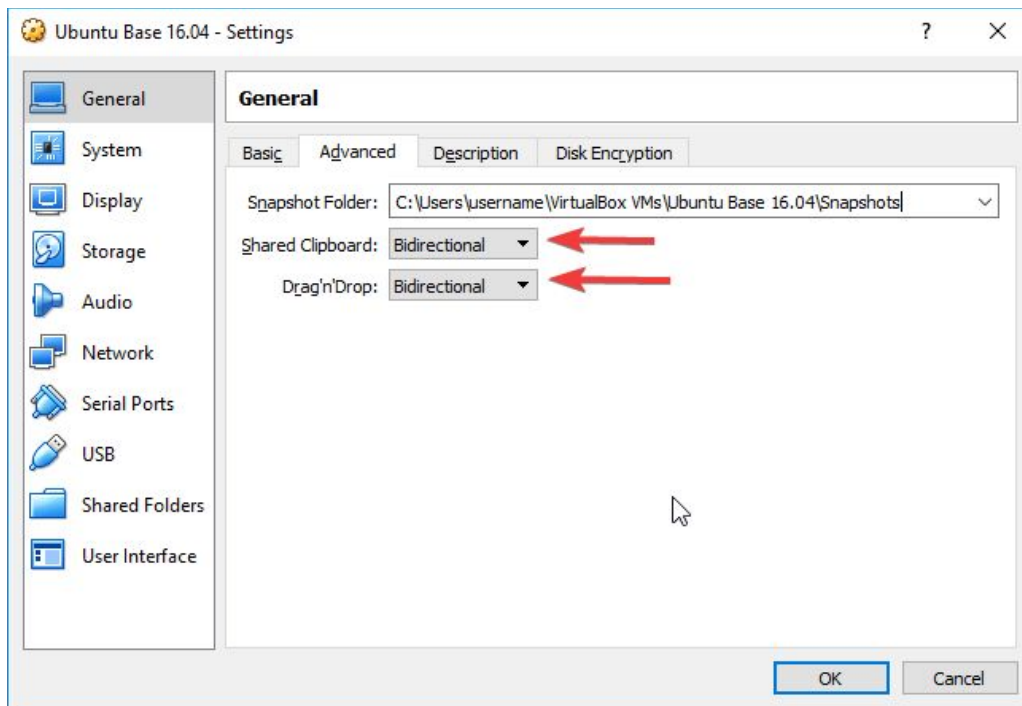 Ubuntu Base 16.04 - Settings
?
General
System
Display
Storage
Audio
Network
Serial Ports
USB
Shared Folders
User Interface
General
Basic Advanced Description Disk Encryption
Snapshot Folder: C:\Users\username\VirtualBox VMs\Ubuntu Base 16.04\Snapshots
Shared Clipboard: Bidirectional
Drag'n'Drop: Bidirectional
OK Cancel